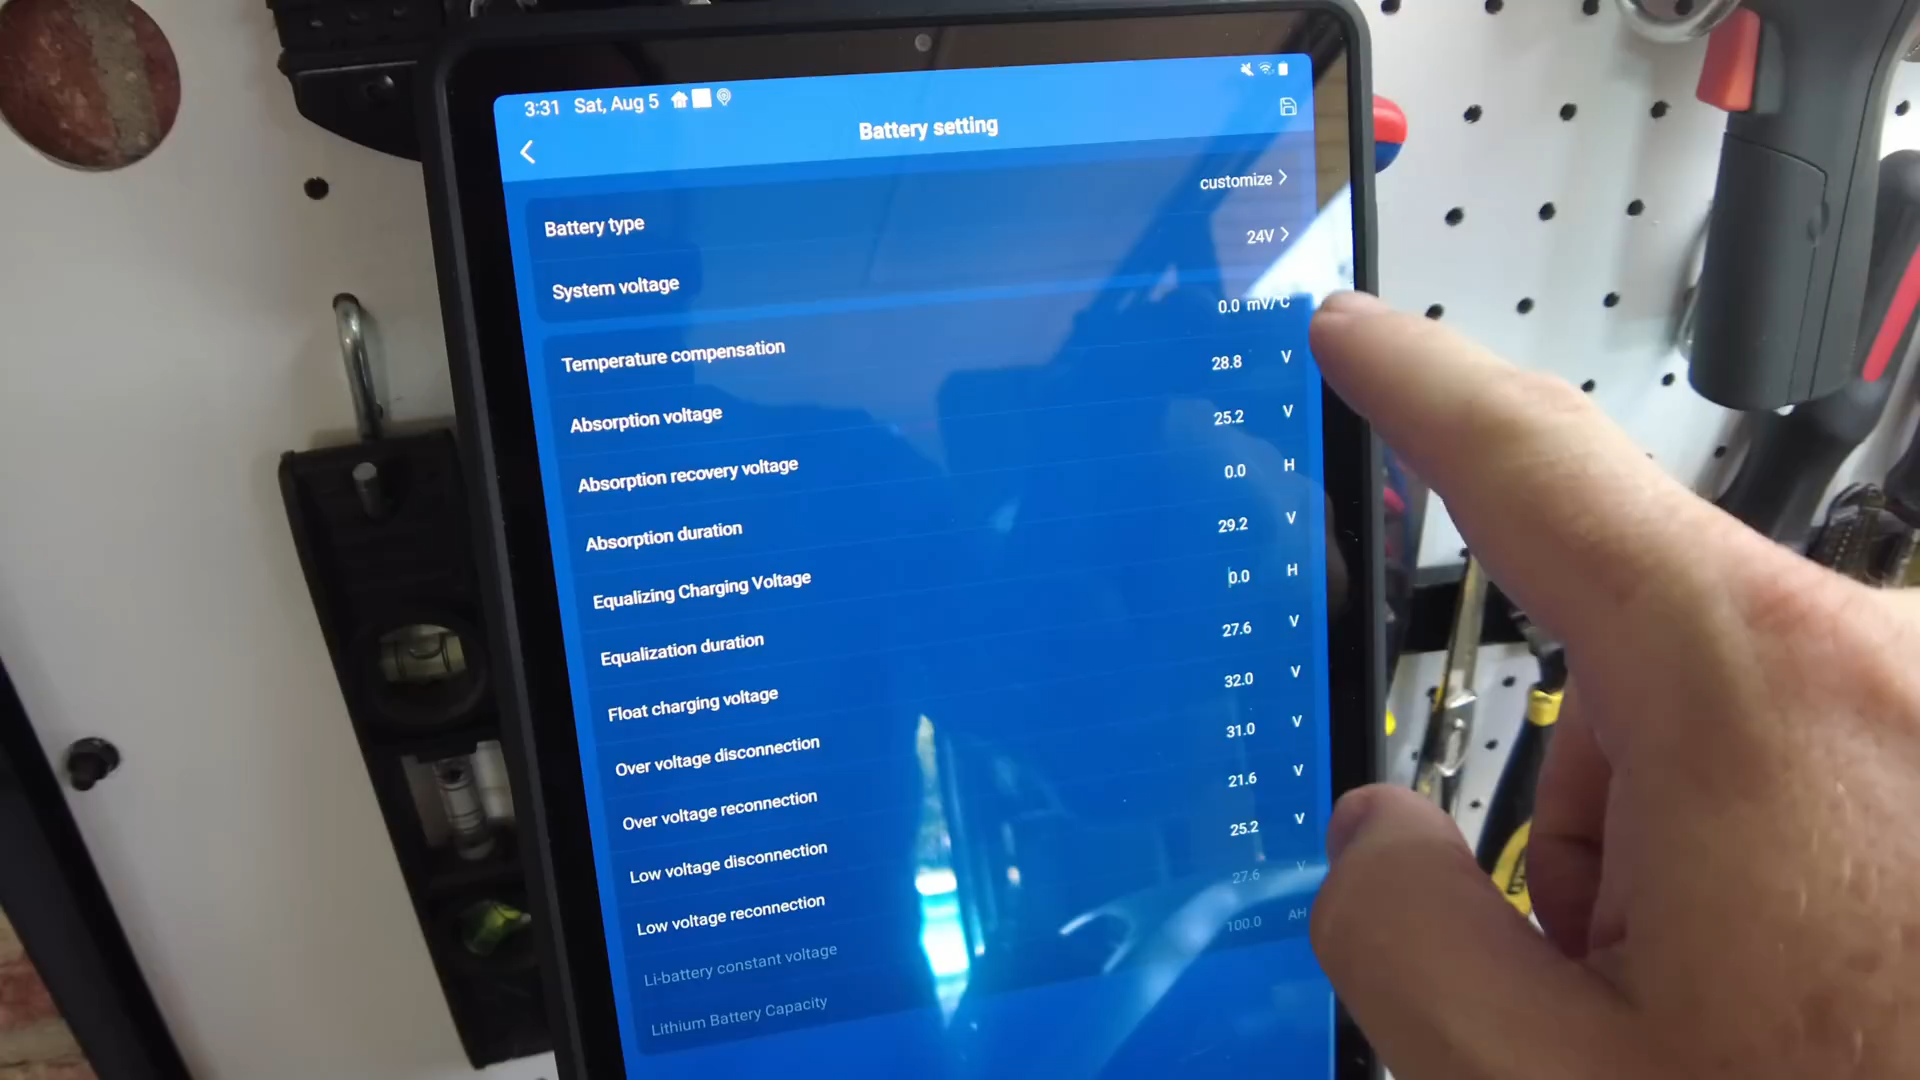 3:31 Sat, Aug 5
Battery setting
Battery type customize
System voltage 24V
Temperature compensation 0.0 mV/°C
Absorption voltage 28.8 V
Absorption recovery voltage 25.2 V
Absorption duration 0.0 H
Equalizing Charging Voltage 29.2 V
Equalization duration 0.0 H
Float charging voltage 27.6 V
Over voltage disconnection 32.0 V
Over voltage reconnection 31.0 V
Low voltage disconnection 21.6 V
Low voltage reconnection 25.2 V
Li-battery constant voltage 27.6 V
Lithium Battery Capacity 100.0 AH